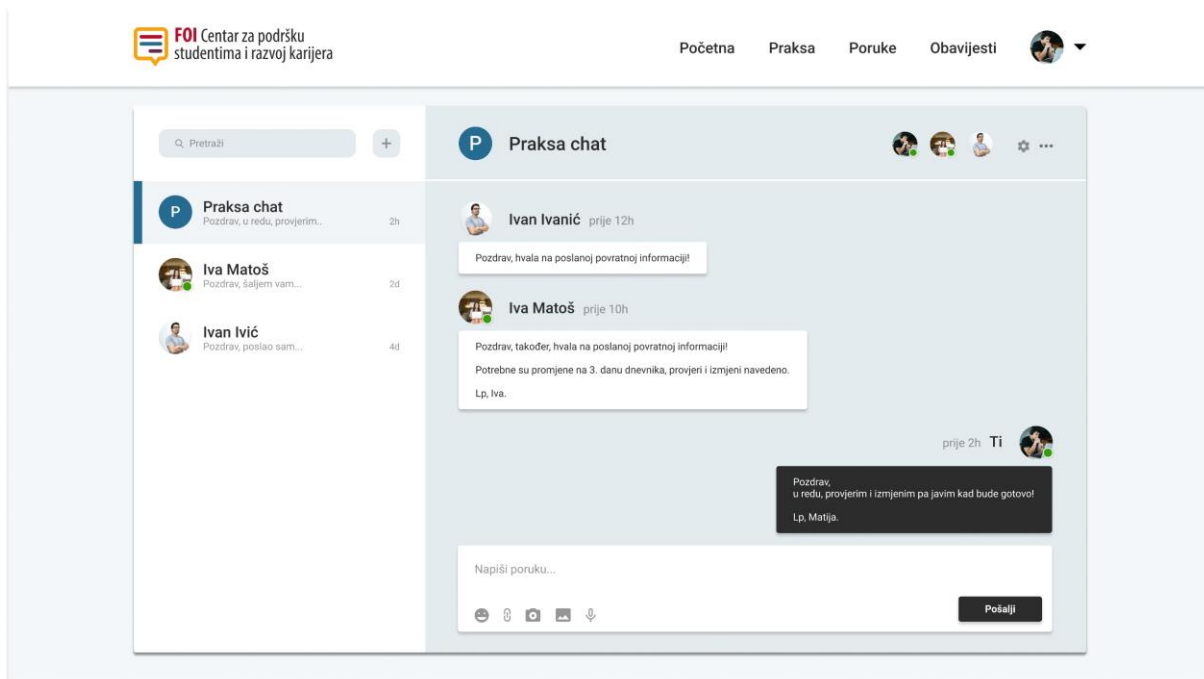 FOI Centar za podršku
studentima i razvoj karijera
Početna
Praksa
Poruke
Obavijesti
Pretraži
+
P
Praksa chat
Pozdrav, u redu, provjerim..
2h
Iva Matoš
Pozdrav, šaljem vam...
2d
Ivan Ivić
Pozdrav, poslao sam...
4d
P
Praksa chat
Ivan Ivanić prije 12h
Pozdrav, hvala na poslanoj povratnoj informaciji!
Iva Matoš prije 10h
Pozdrav, također, hvala na poslanoj povratnoj informaciji!
Potrebne su promjene na 3. danu dnevnika, provjeri i izmjeni navedeno.
Lp, Iva.
prije 2h Ti
Pozdrav,
u redu, provjerim i izmjenim pa javim kad bude gotovo!
Lp, Matija.
Napiši poruku...
Pošalji